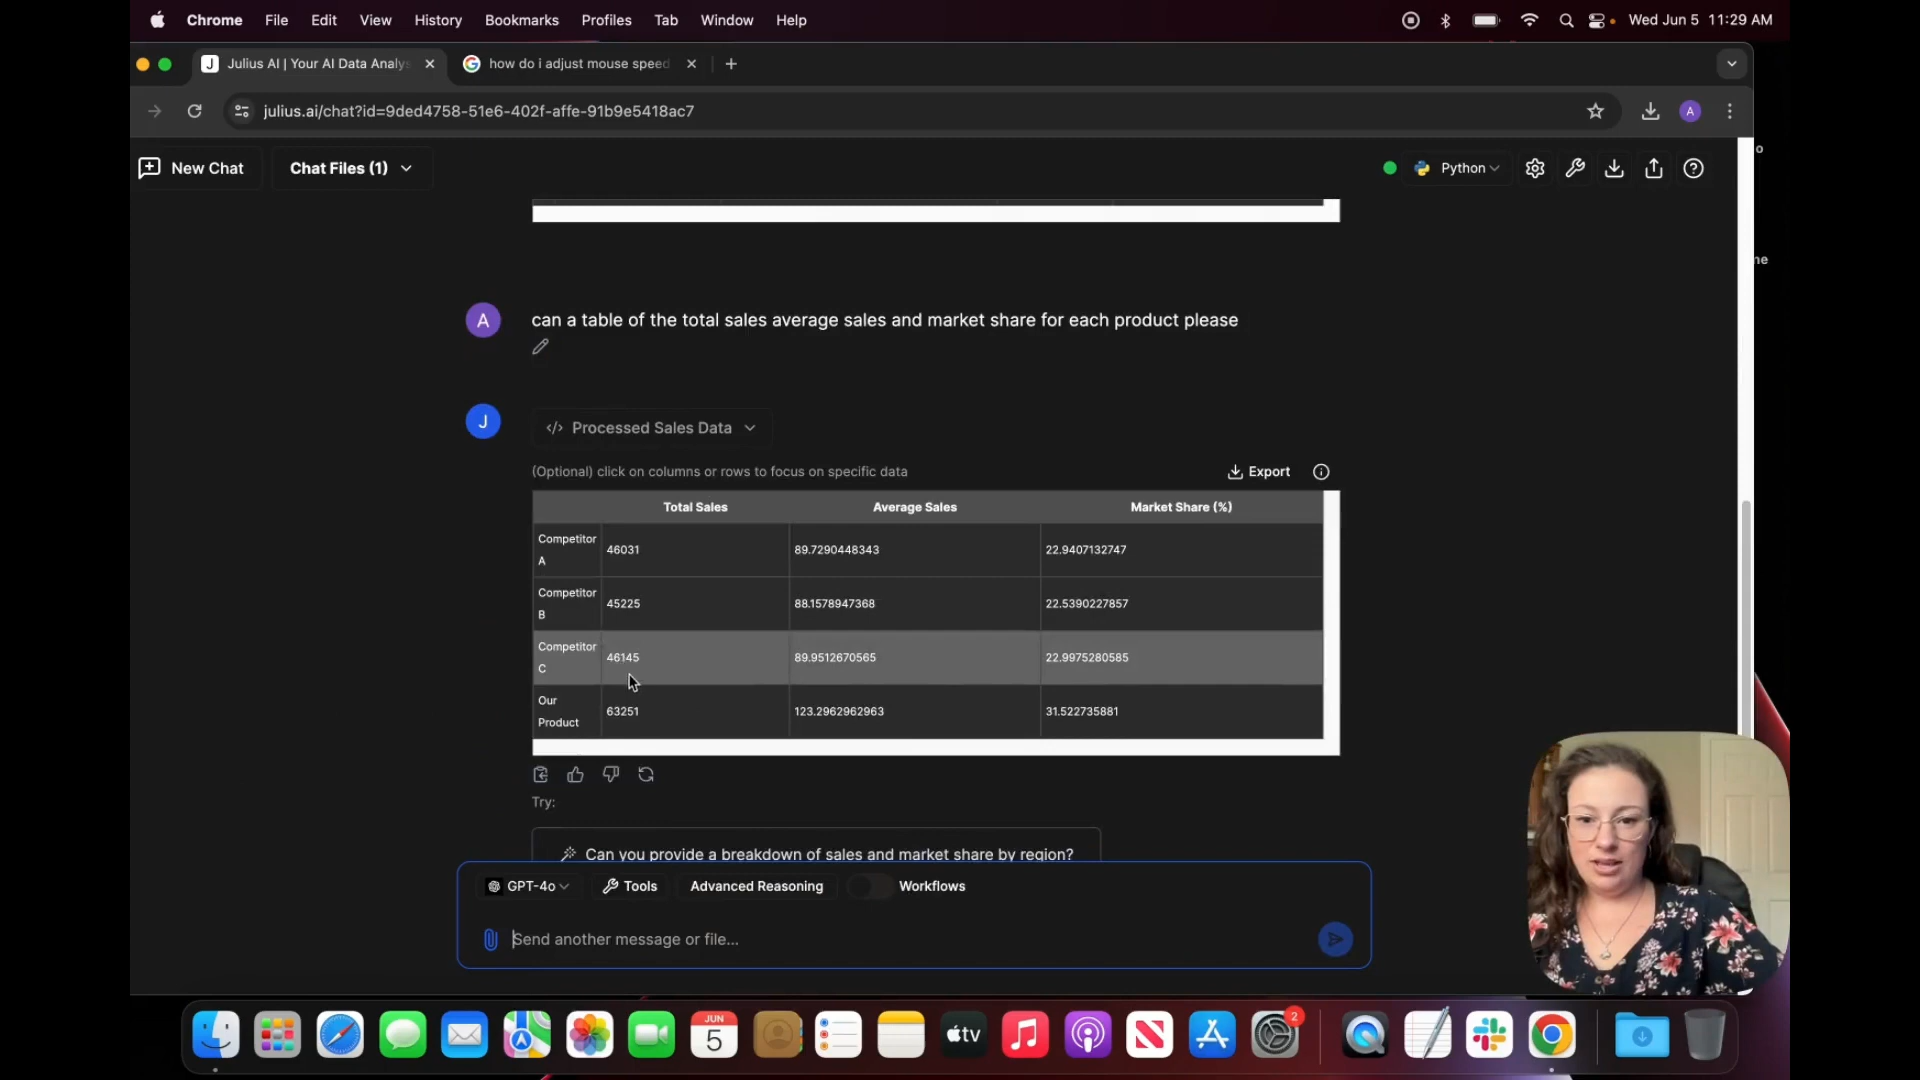 Chrome File Edit View History Bookmarks Profiles Tab Window Help Wed Jun 5 11:29 AM
J Julius AI | Your AI Data Analys how do i adjust mouse speed
julius.ai/chat?id=9ded4758-51e6-402f-affe-91b9e5418ac7 A
New Chat Chat Files (1) Python
A can a table of the total sales average sales and market share for each product please
J </> Processed Sales Data
(Optional) click on columns or rows to focus on specific data Export
Total Sales Average Sales Market Share (%)
Competitor A 46031 89.7290448343 22.9407132747
Competitor B 45225 88.1578947368 22.5390227857
Competitor C 46145 89.9512670565 22.9975280585
Our Product 63251 123.2962962963 31.522735881
Try:
Can you provide a breakdown of sales and market share by region?
GPT-4o Tools Advanced Reasoning Workflows
Send another message or file...
JUN
5 tv 2